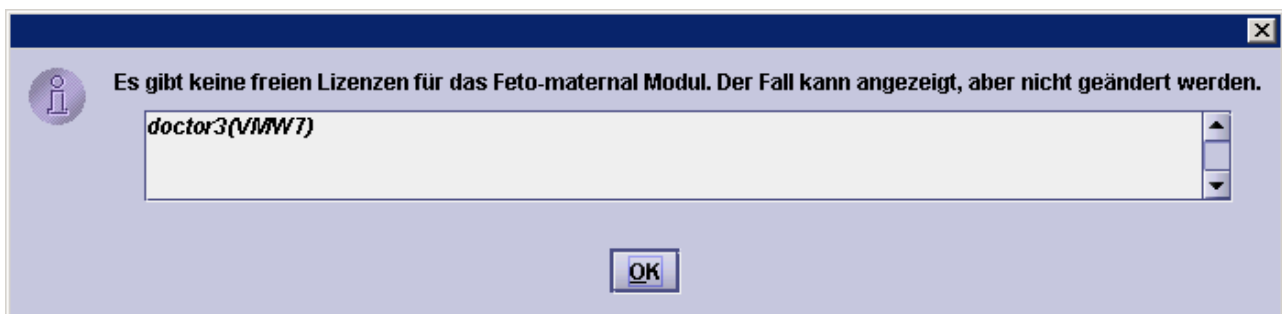 Es gibt keine freien Lizenzen für das Feto-maternal Modul. Der Fall kann angezeigt, aber nicht geändert werden.
doctor3(VMW7)
OK